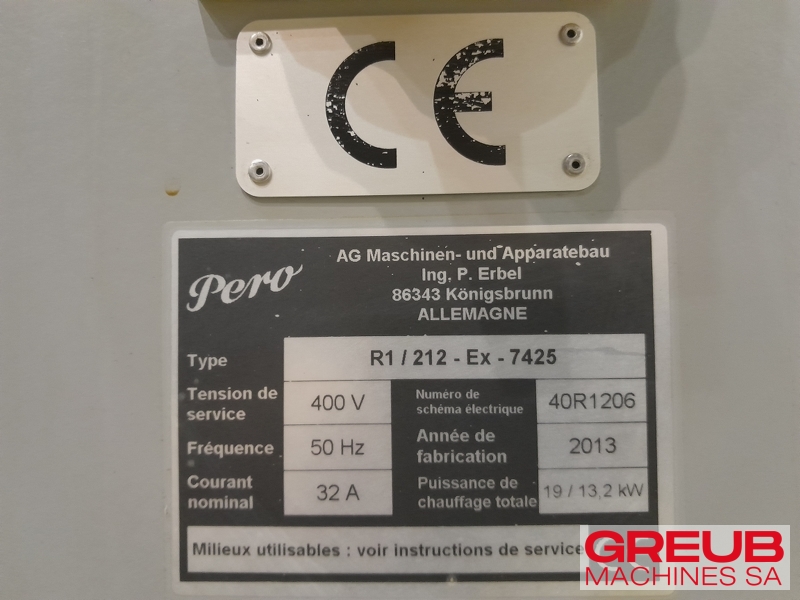 CE
Pero
AG Maschinen- und Apparatebau
Ing. P. Erbel
86343 Königsbrunn
ALLEMAGNE
Type R1 / 212 - Ex - 7425
Tension de service 400 V
Numéro de schéma électrique 40R1206
Fréquence 50 Hz
Année de fabrication 2013
Courant nominal 32 A
Puissance de chauffage totale 19 / 13,2 kW
Milieux utilisables : voir instructions de service
GREUB
MACHINES SA